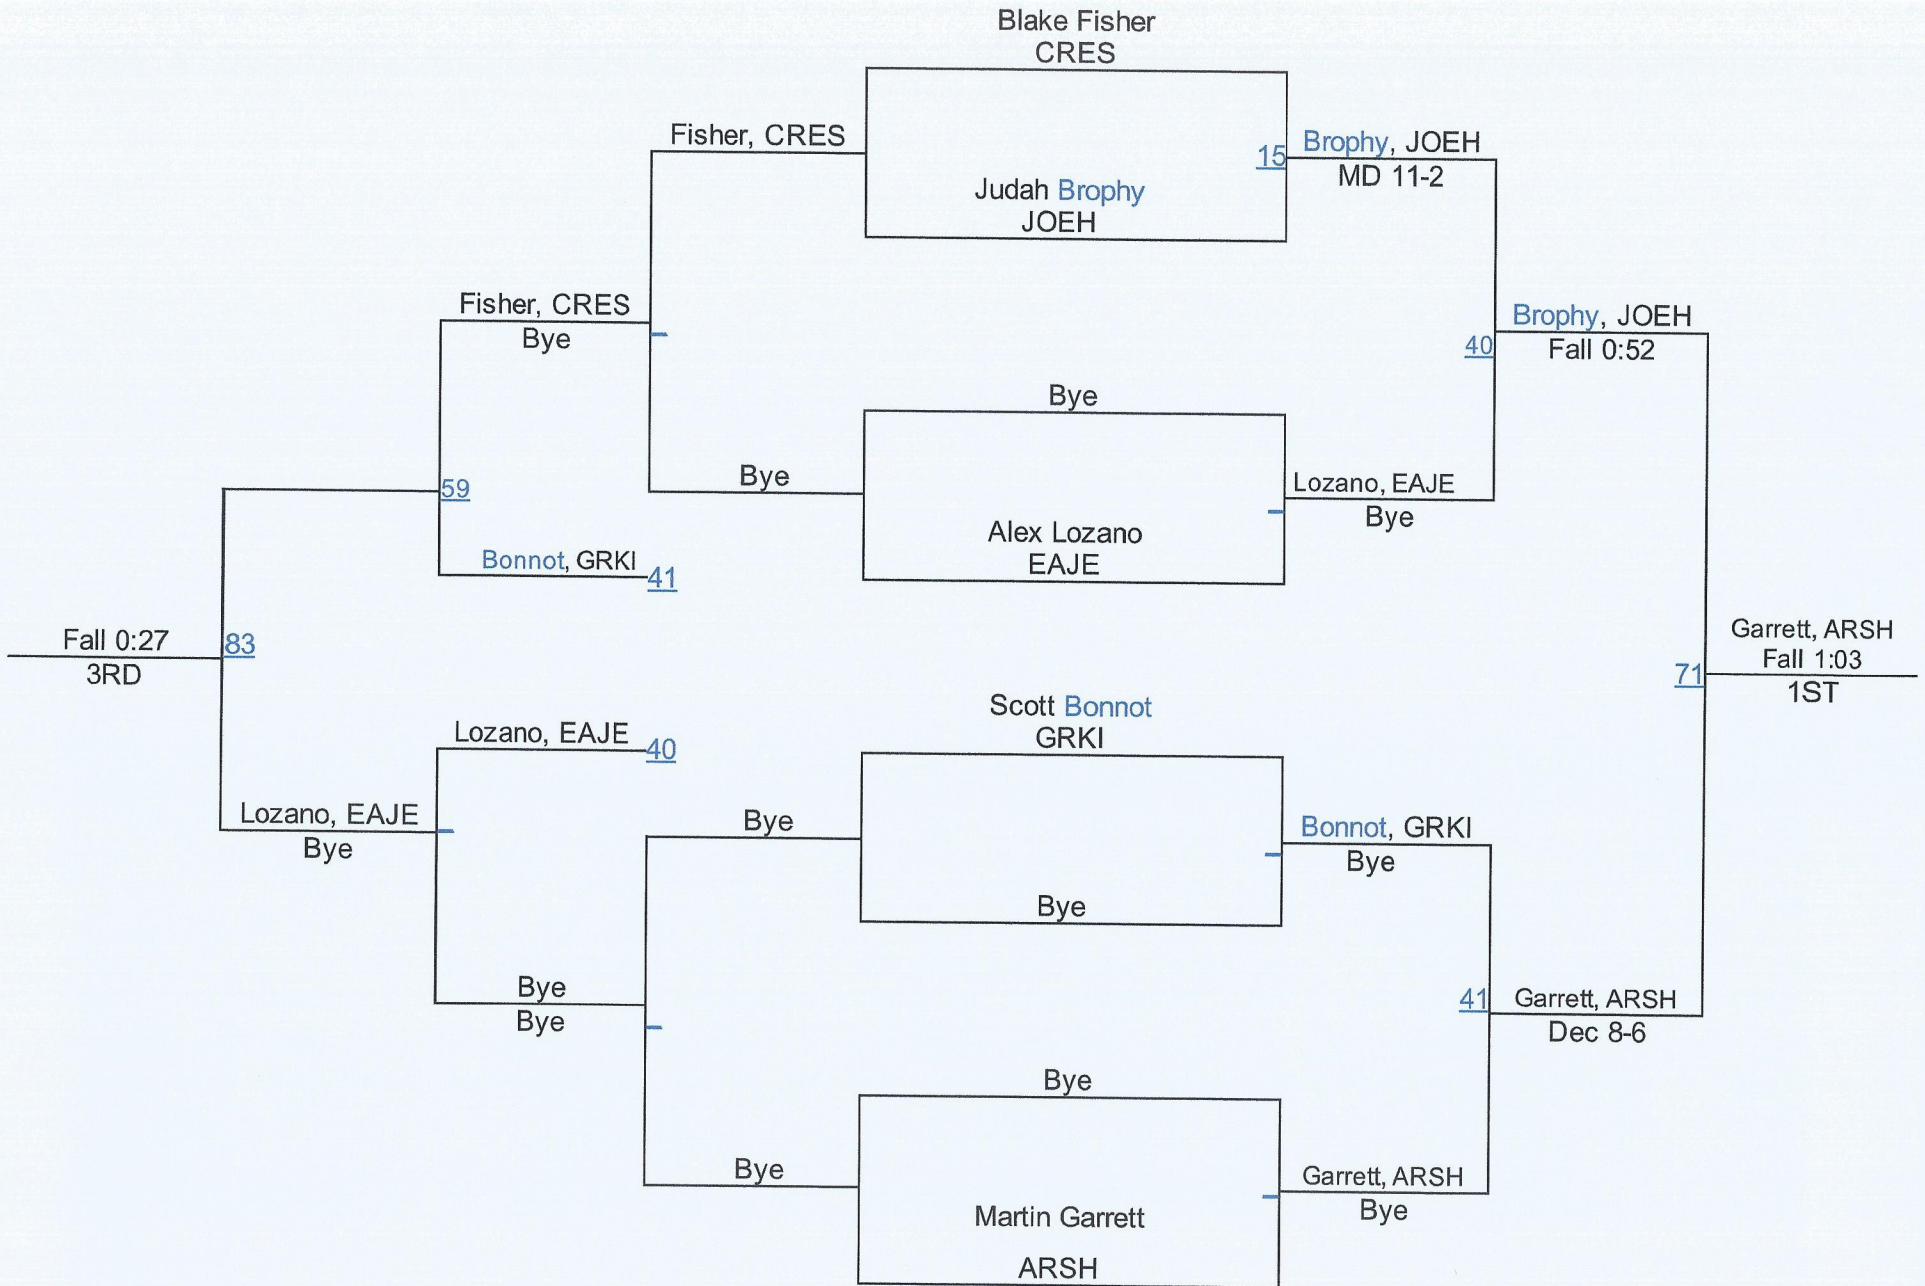 Blake Fisher
CRES
Fisher, CRES
15
Brophy, JOEH
MD 11-2
Judah Brophy
JOEH
Fisher, CRES
Bye
Brophy, JOEH
Fall 0:52
40
Bye
Bye
59
Lozano, EAJE
Bye
Alex Lozano
EAJE
Bonnot, GRKI
41
Fall 0:27
3RD
83
Garrett, ARSH
Fall 1:03
1ST
71
Scott Bonnot
GRKI
Lozano, EAJE
40
Lozano, EAJE
Bye
Bye
Bonnot, GRKI
Bye
Bye
Bye
Bye
41
Garrett, ARSH
Dec 8-6
Bye
Bye
Garrett, ARSH
Bye
Martin Garrett
ARSH